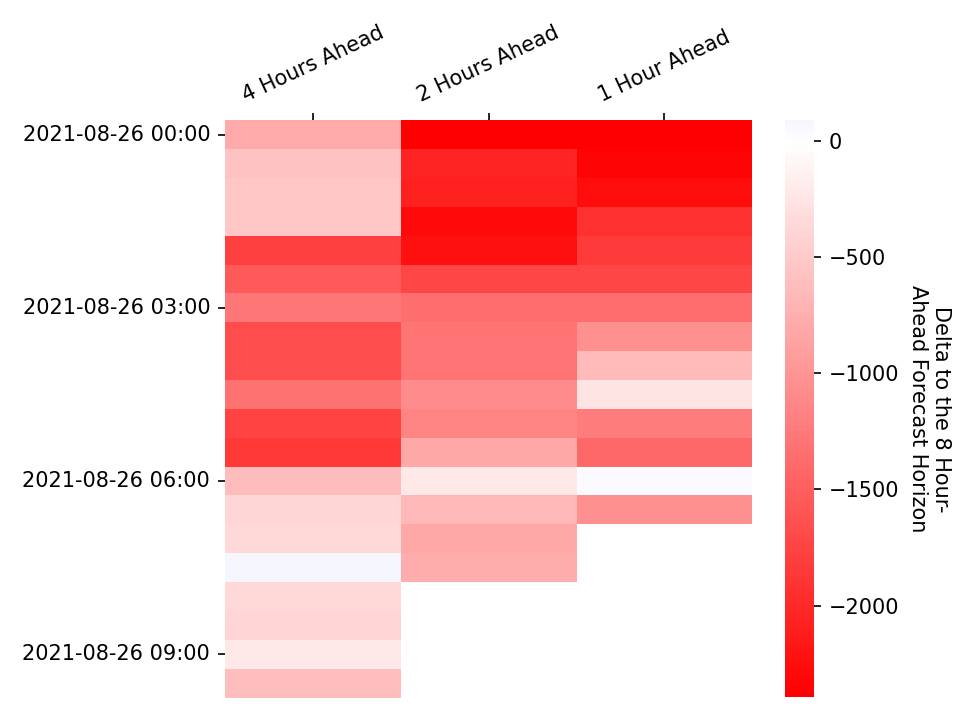 4 Hours Ahead
2 Hours Ahead
1 Hour Ahead
2021-08-26 00:00
2021-08-26 03:00
2021-08-26 06:00
2021-08-26 09:00
0
−500
−1000
−1500
−2000
Delta to the 8 Hour-
Ahead Forecast Horizon